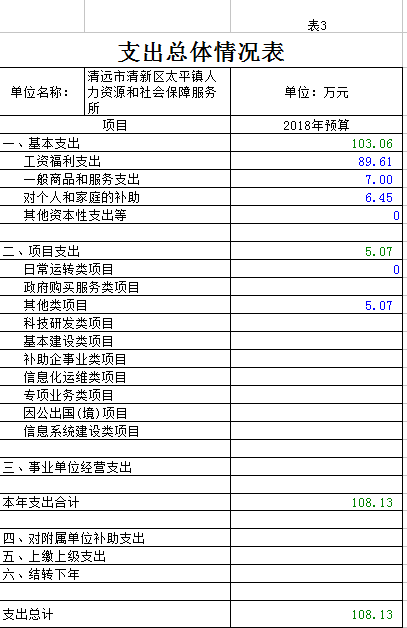 表3
支出总体情况表
单位名称： 清远市清新区太平镇人力资源和社会保障服务所 单位：万元
项目 2018年预算
一、基本支出 103.06
工资福利支出 89.61
一般商品和服务支出 7.00
对个人和家庭的补助 6.45
其他资本性支出等 0
二、项目支出 5.07
日常运转类项目 0
政府购买服务类项目
其他类项目 5.07
科技研发类项目
基本建设类项目
补助企事业类项目
信息化运维类项目
专项业务类项目
因公出国(境)项目
信息系统建设类项目
三、事业单位经营支出
本年支出合计 108.13
四、对附属单位补助支出
五、上缴上级支出
六、结转下年
支出总计 108.13